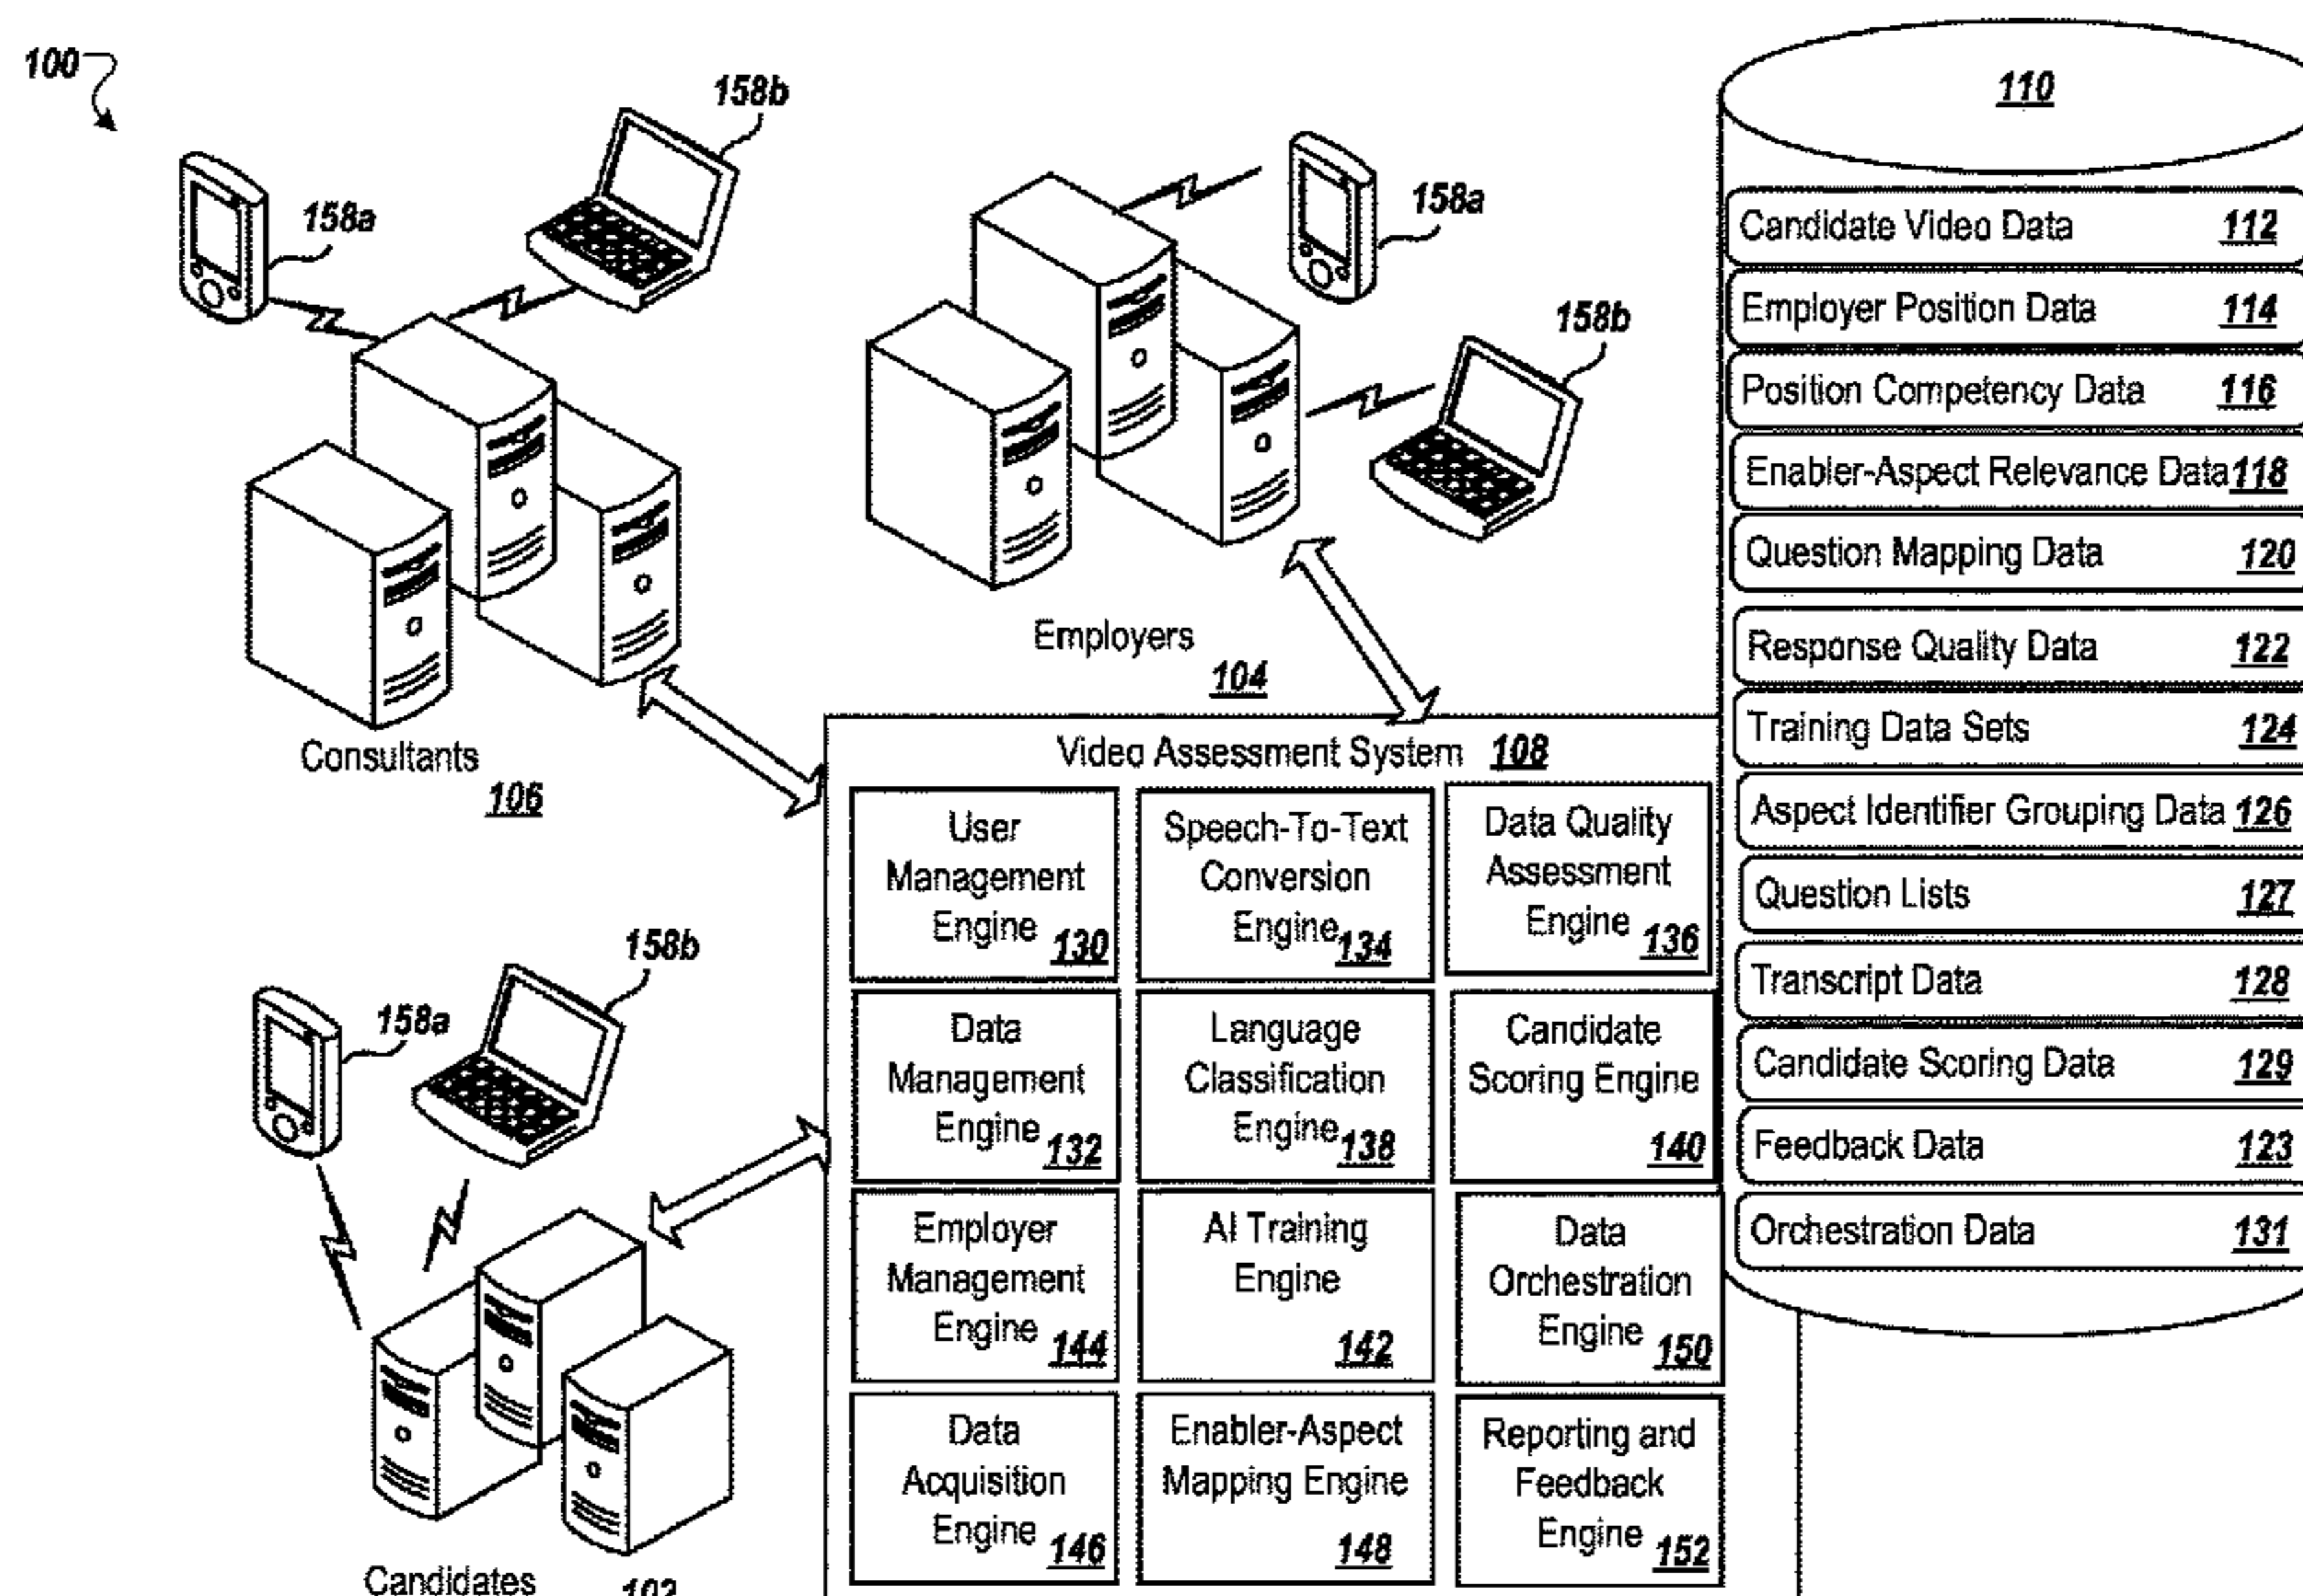 100
158b
158a
158a
158b
Employers
104
Consultants
106
158b
158a
Candidates
102
110
Candidate Video Data 112
Employer Position Data 114
Position Competency Data 116
Enabler-Aspect Relevance Data 118
Question Mapping Data 120
Response Quality Data 122
Training Data Sets 124
Aspect Identifier Grouping Data 126
Question Lists 127
Transcript Data 128
Candidate Scoring Data 129
Feedback Data 123
Orchestration Data 131
Video Assessment System 108
User
Management
Engine 130
Speech-To-Text
Conversion
Engine 134
Data Quality
Assessment
Engine 136
Data
Management
Engine 132
Language
Classification
Engine 138
Candidate
Scoring Engine
140
Employer
Management
Engine 144
AI Training
Engine
142
Data
Orchestration
Engine 150
Data
Acquisition
Engine 146
Enabler-Aspect
Mapping Engine
148
Reporting and
Feedback
Engine 152